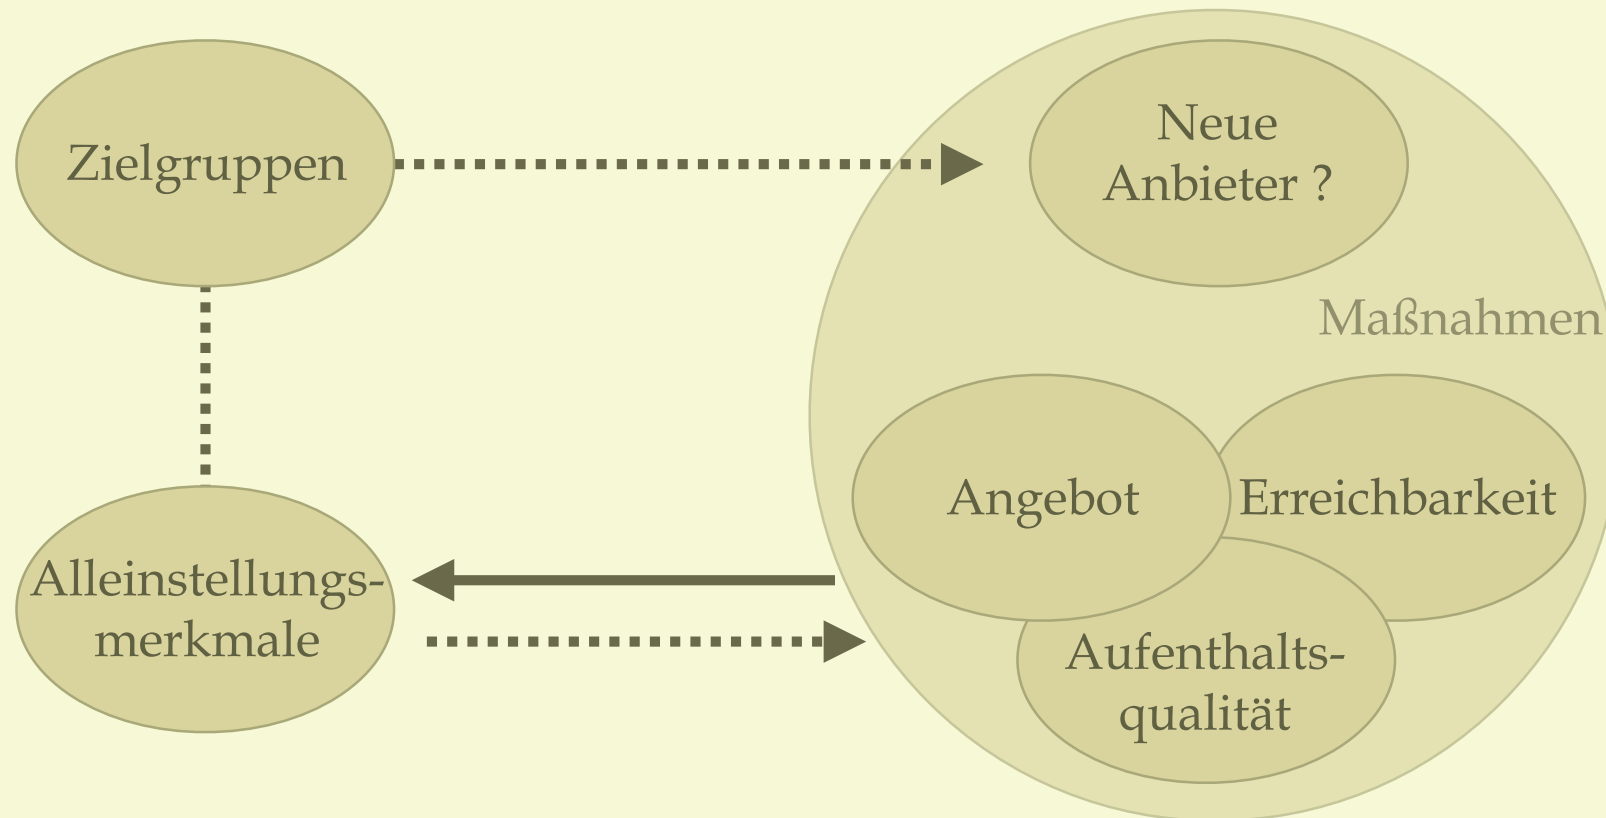 Zielgruppen
Neue
Anbieter ?
Maßnahmen
Angebot
Erreichbarkeit
Alleinstellungs-
merkmale
Aufenthalts-
qualität